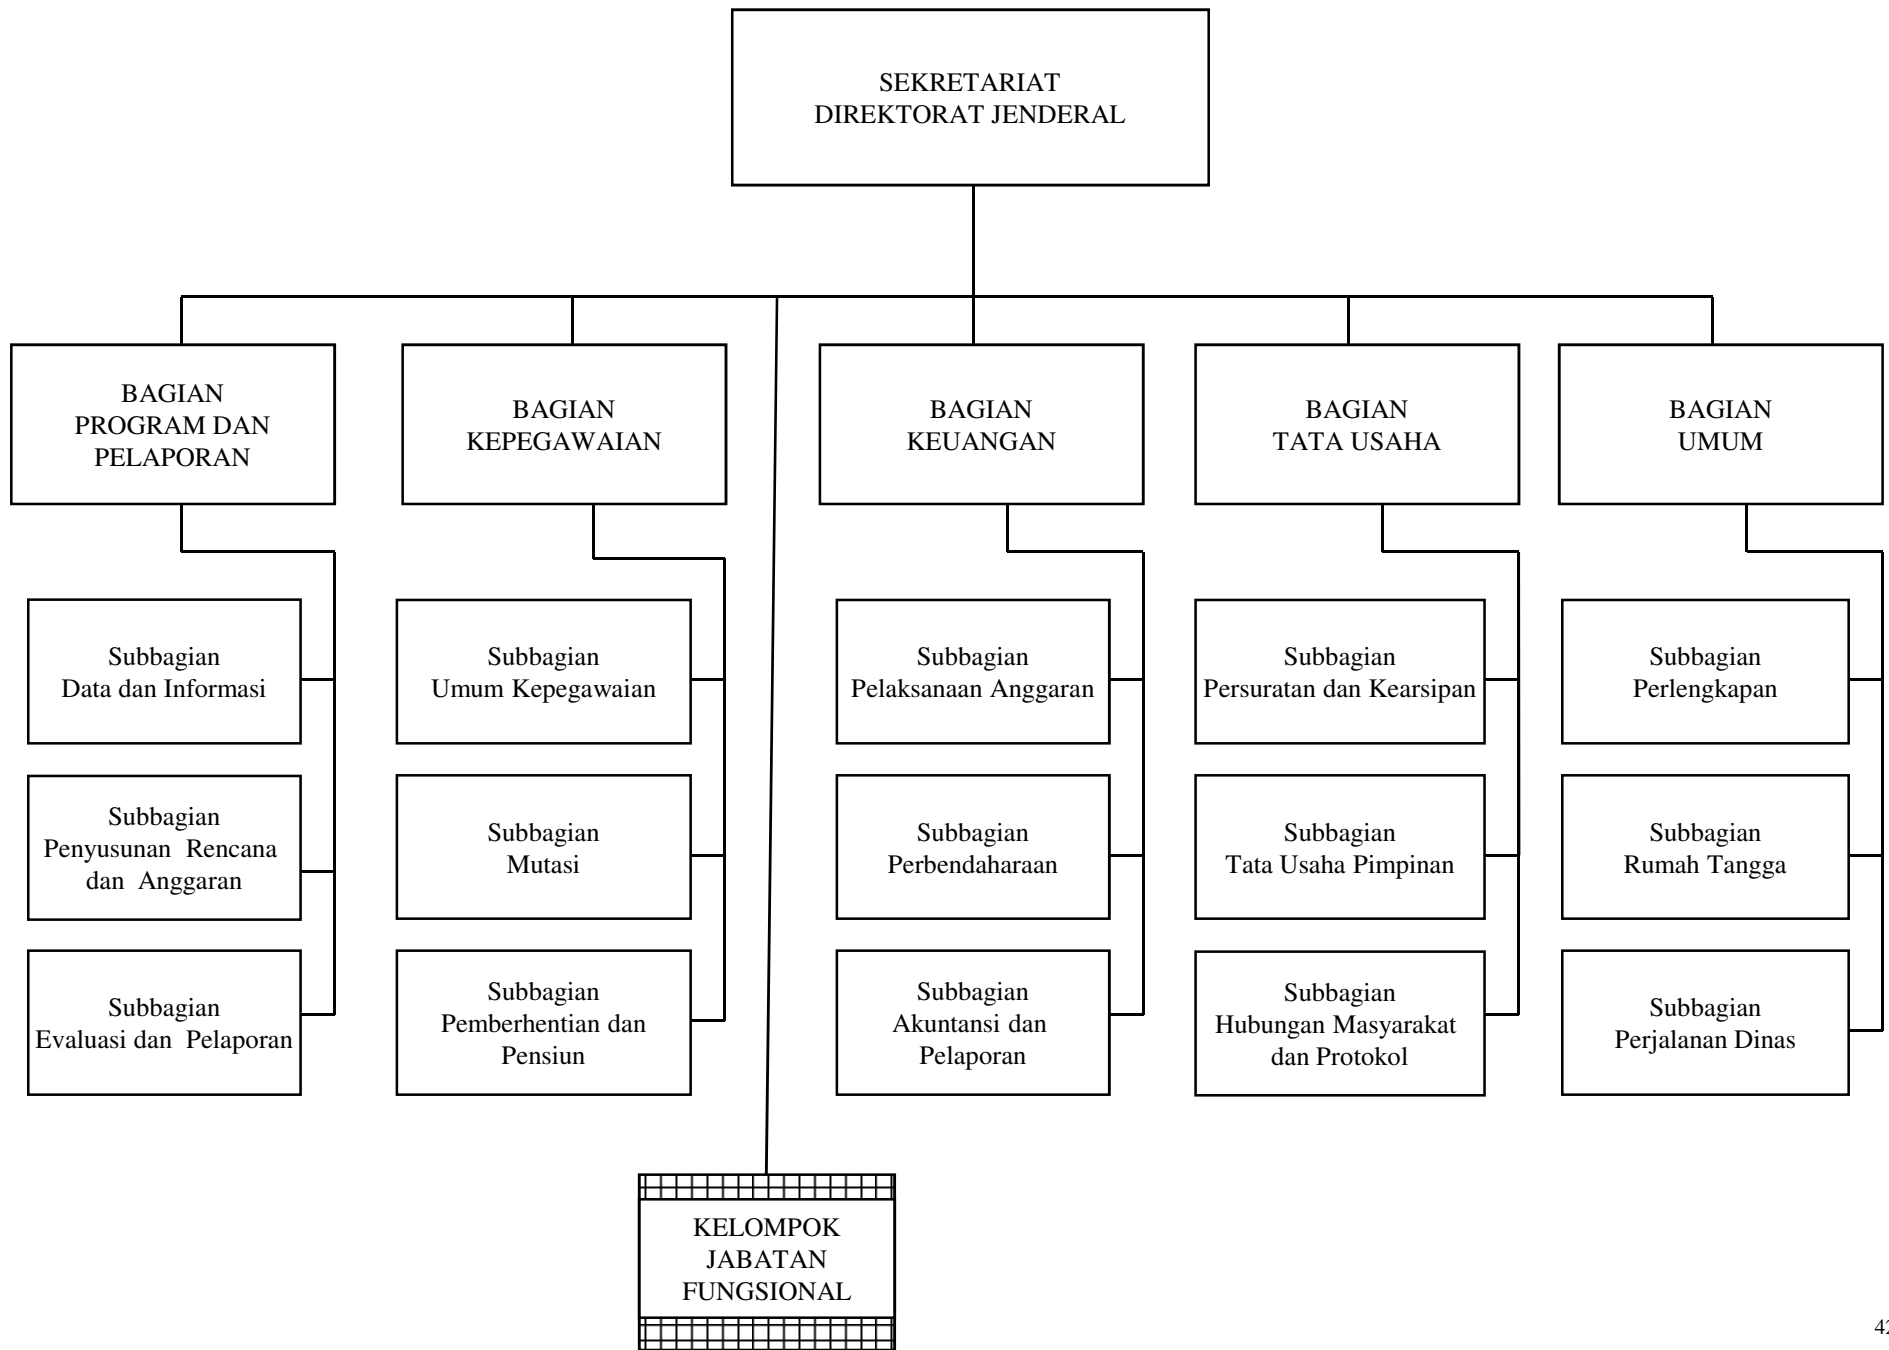 SEKRETARIAT
DIREKTORAT JENDERAL
BAGIAN
PROGRAM DAN
PELAPORAN
BAGIAN
KEPEGAWAIAN
BAGIAN
KEUANGAN
BAGIAN
TATA USAHA
BAGIAN
UMUM
Subbagian
Data dan Informasi
Subbagian
Umum Kepegawaian
Subbagian
Pelaksanaan Anggaran
Subbagian
Persuratan dan Kearsipan
Subbagian
Perlengkapan
Subbagian
Penyusunan Rencana
dan Anggaran
Subbagian
Mutasi
Subbagian
Perbendaharaan
Subbagian
Tata Usaha Pimpinan
Subbagian
Rumah Tangga
Subbagian
Evaluasi dan Pelaporan
Subbagian
Pemberhentian dan
Pensiun
Subbagian
Akuntansi dan
Pelaporan
Subbagian
Hubungan Masyarakat
dan Protokol
Subbagian
Perjalanan Dinas
KELOMPOK
JABATAN
FUNGSIONAL
42